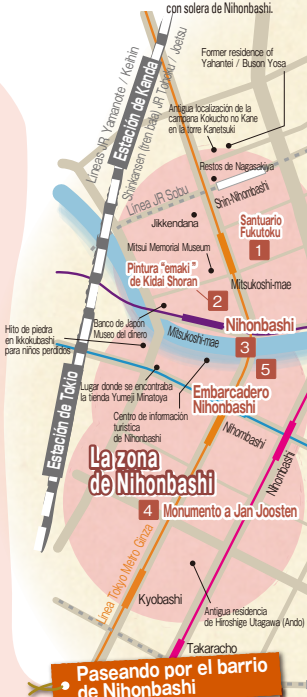 con solera de Nihonbashi.
Former residence of
Yahantei / Buson Yosa
Líneas JR Yamanote / Keihin
Estación de Kanda
Shinkansen (tren bala) JR Tohoku / Joetsu
Antigua localización de la
campana Kokucho no Kane
en la torre Kanetsuki
Restos de Nagasakiya
Shin-Nihombashi
Línea JR Sobu
Jikkendana
Santuario
Fukutoku
1
Mitsui Memorial Museum
Pintura "emaki"
de Kidai Shoran
2
Mitsukoshi-mae
Banco de Japón
Museo del dinero
Nihonbashi
Mitsukoshi-mae
3
Hito de piedra
en Ikkokubashi
para niños perdidos
5
Lugar donde se encontraba
la tienda Yumeji Minatoya
Embarcadero
Nihonbashi
Centro de información
turística
de Nihonbashi
Nihombashi
Nihombashi
Estación de Tokio
La zona
de Nihonbashi
4 Monumento a Jan Joosten
Línea Tokyo Metro Ginza
Kyobashi
Antigua residencia
de Hiroshige Utagawa (Ando)
Takaracho
Paseando por el barrio
de Nihonbashi